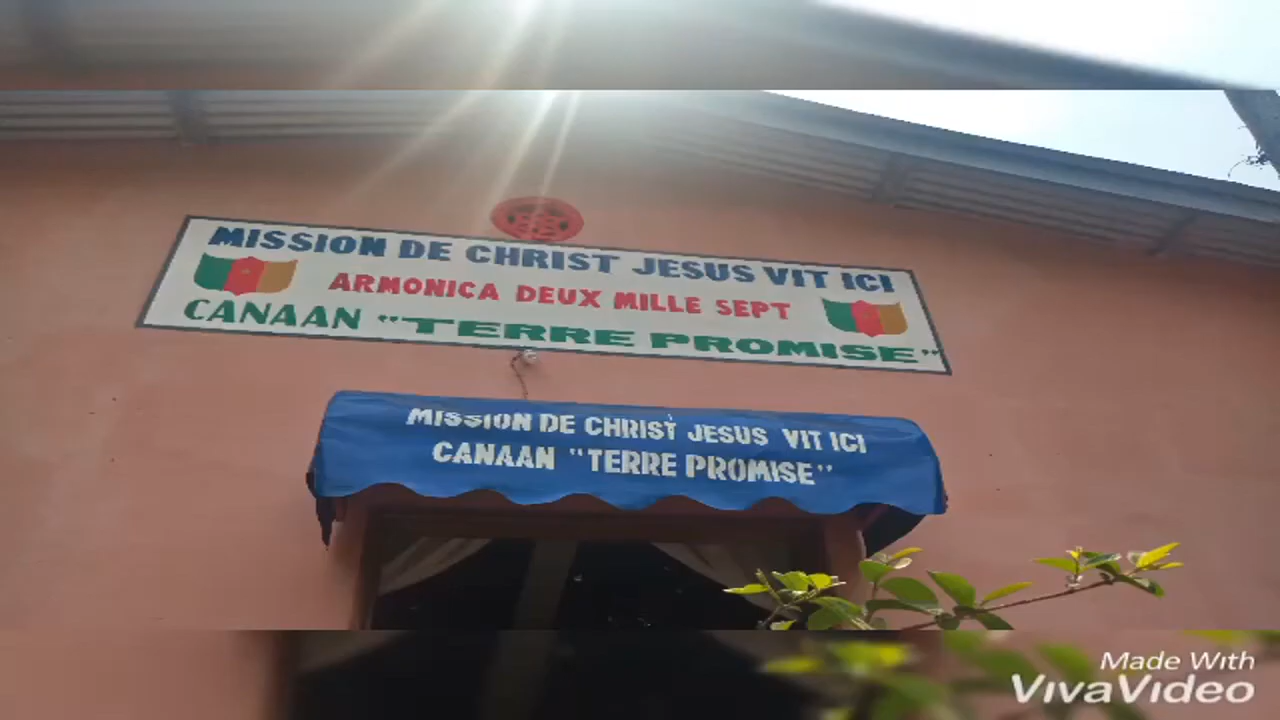 MISSION DE CHRIST JESUS VIT ICI
ARMONICA DEUX MILLE SEPT
CANAAN "TERRE PROMISE"
MISSION DE CHRIST JESUS VIT ICI
CANAAN "TERRE PROMISE"
Made With
VivaVideo